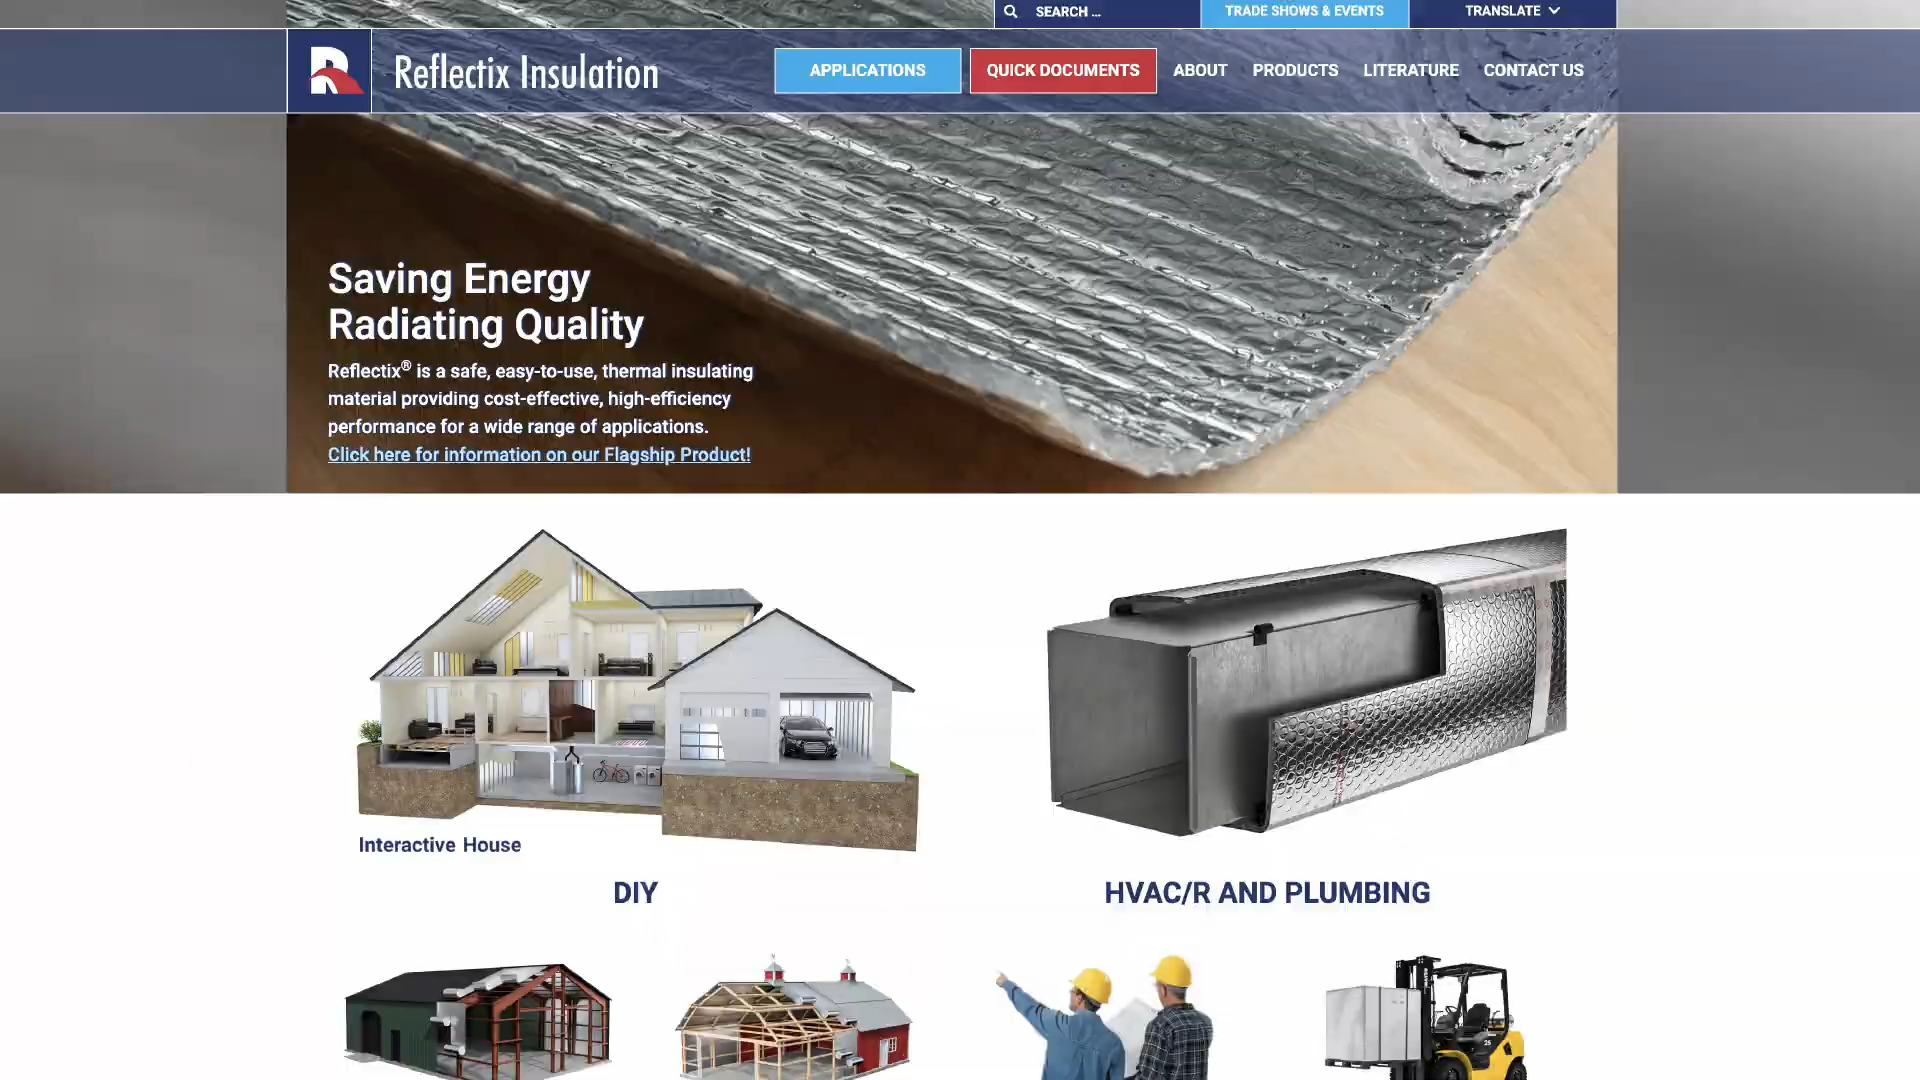 SEARCH ...
TRADE SHOWS & EVENTS
TRANSLATE
R
Reflectix Insulation
APPLICATIONS
QUICK DOCUMENTS
ABOUT
PRODUCTS
LITERATURE
CONTACT US
Saving Energy
Radiating Quality
Reflectix® is a safe, easy-to-use, thermal insulating
material providing cost-effective, high-efficiency
performance for a wide range of applications.
Click here for information on our Flagship Product!
Interactive House
DIY
HVAC/R AND PLUMBING
25